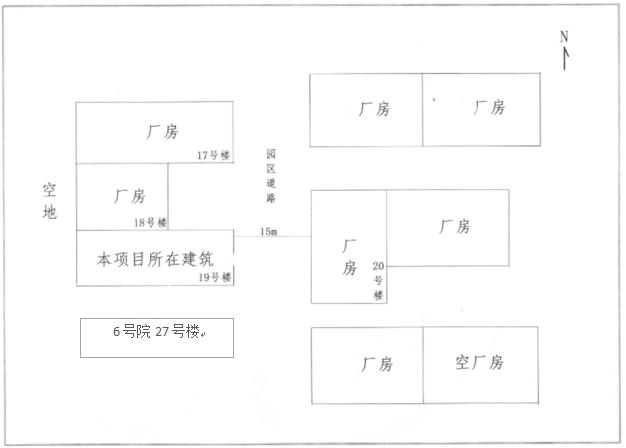 N
厂房
厂房
厂房
17号楼
园区道路
空地
厂房
18号楼
15m
厂房
20号楼
厂房
本项目所在建筑
19号楼
6号院 27号楼
厂房
空厂房